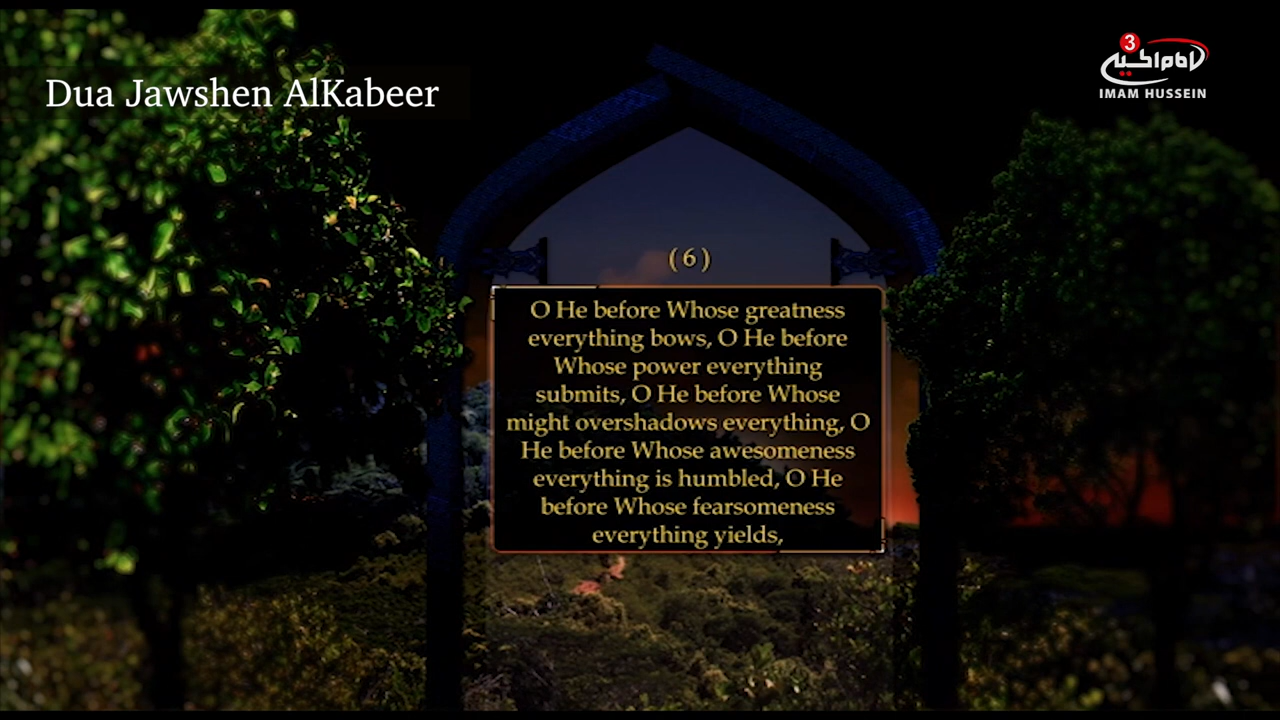 Dua Jawshen AlKabeer
3
IMAM HUSSEIN
(6)
O He before Whose greatness
everything bows, O He before
Whose power everything
submits, O He before Whose
might overshadows everything, O
He before Whose awesomeness
everything is humbled, O He
before Whose fearsomeness
everything yields,